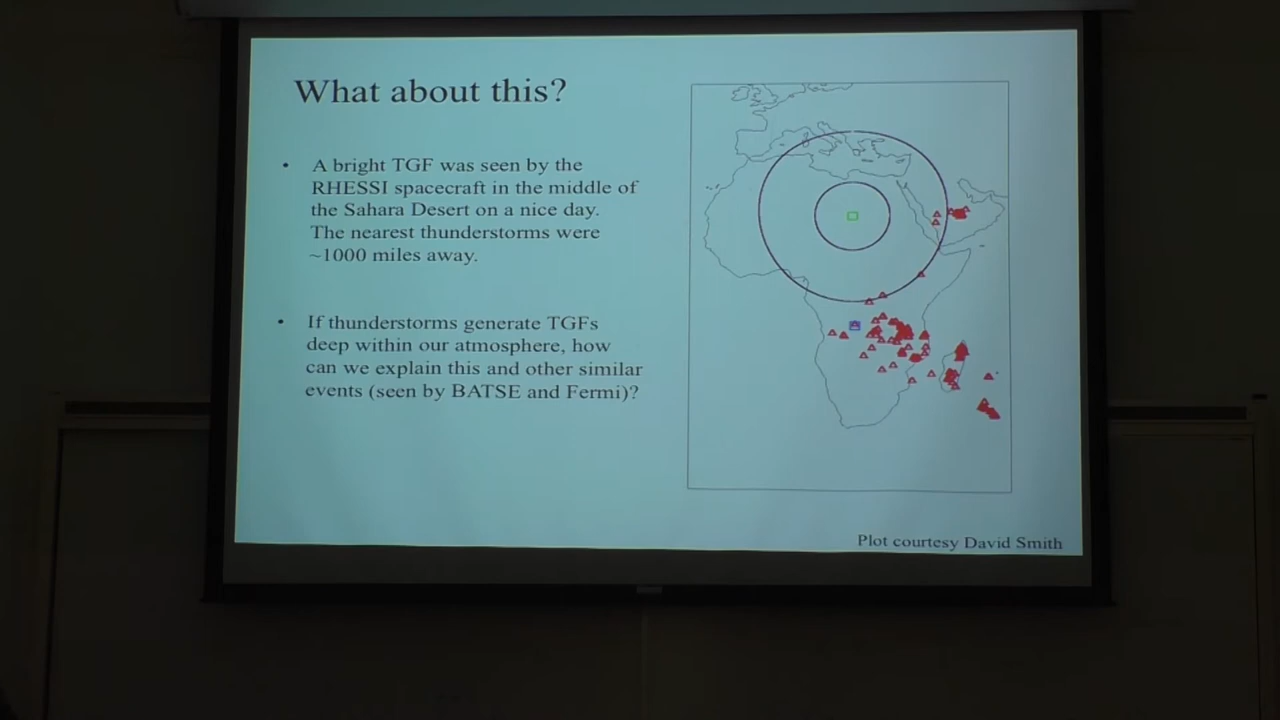 What about this?
• A bright TGF was seen by the
RHESSI spacecraft in the middle of
the Sahara Desert on a nice day.
The nearest thunderstorms were
~1000 miles away.
• If thunderstorms generate TGFs
deep within our atmosphere, how
can we explain this and other similar
events (seen by BATSE and Fermi)?
Plot courtesy David Smith